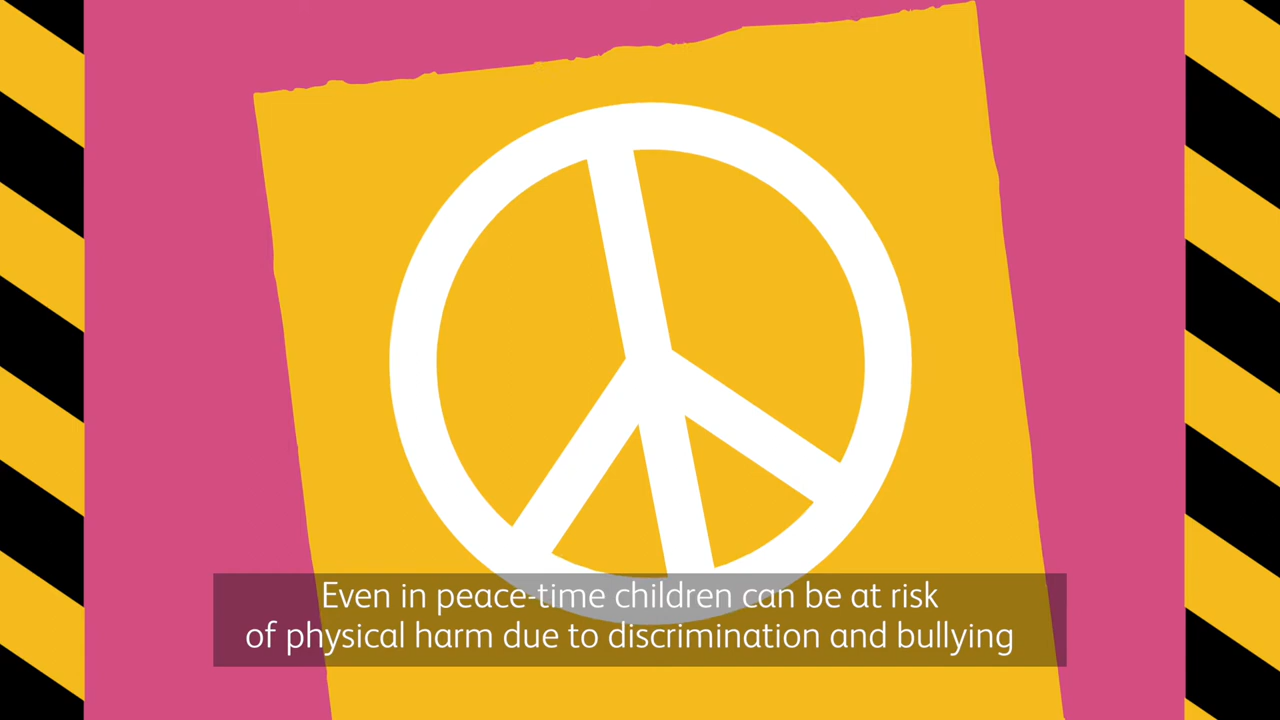 Even in peace-time children can be at risk
of physical harm due to discrimination and bullying